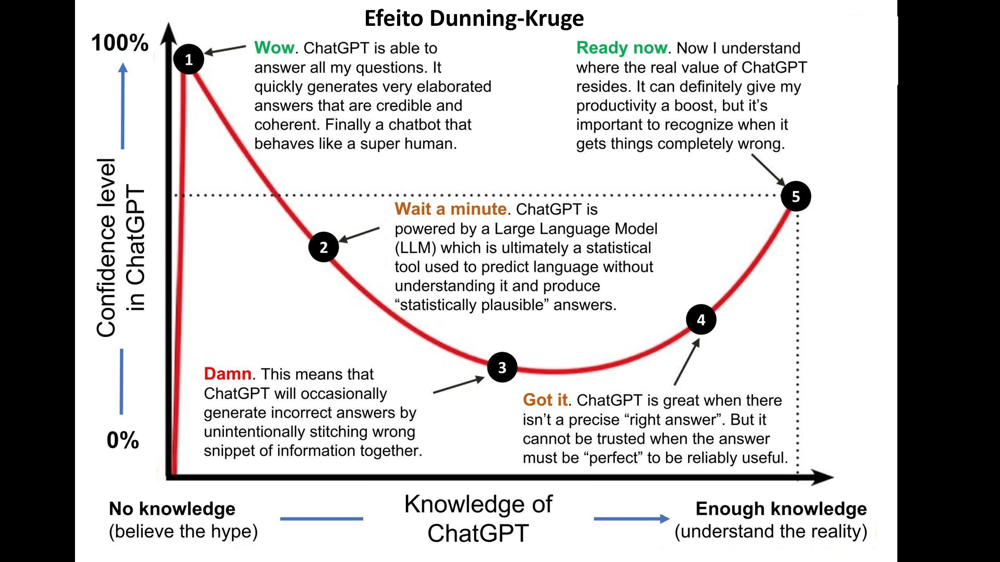 Efeito Dunning-Kruge
100%
Confidence level
in ChatGPT
0%
1
Wow. ChatGPT is able to
answer all my questions. It
quickly generates very elaborated
answers that are credible and
coherent. Finally a chatbot that
behaves like a super human.
Ready now. Now I understand
where the real value of ChatGPT
resides. It can definitely give my
productivity a boost, but it’s
important to recognize when it
gets things completely wrong.
5
2
Wait a minute. ChatGPT is
powered by a Large Language Model
(LLM) which is ultimately a statistical
tool used to predict language without
understanding it and produce
“statistically plausible” answers.
4
3
Damn. This means that
ChatGPT will occasionally
generate incorrect answers by
unintentionally stitching wrong
snippet of information together.
Got it. ChatGPT is great when there
isn’t a precise “right answer”. But it
cannot be trusted when the answer
must be “perfect” to be reliably useful.
No knowledge
(believe the hype)
Knowledge of
ChatGPT
Enough knowledge
(understand the reality)